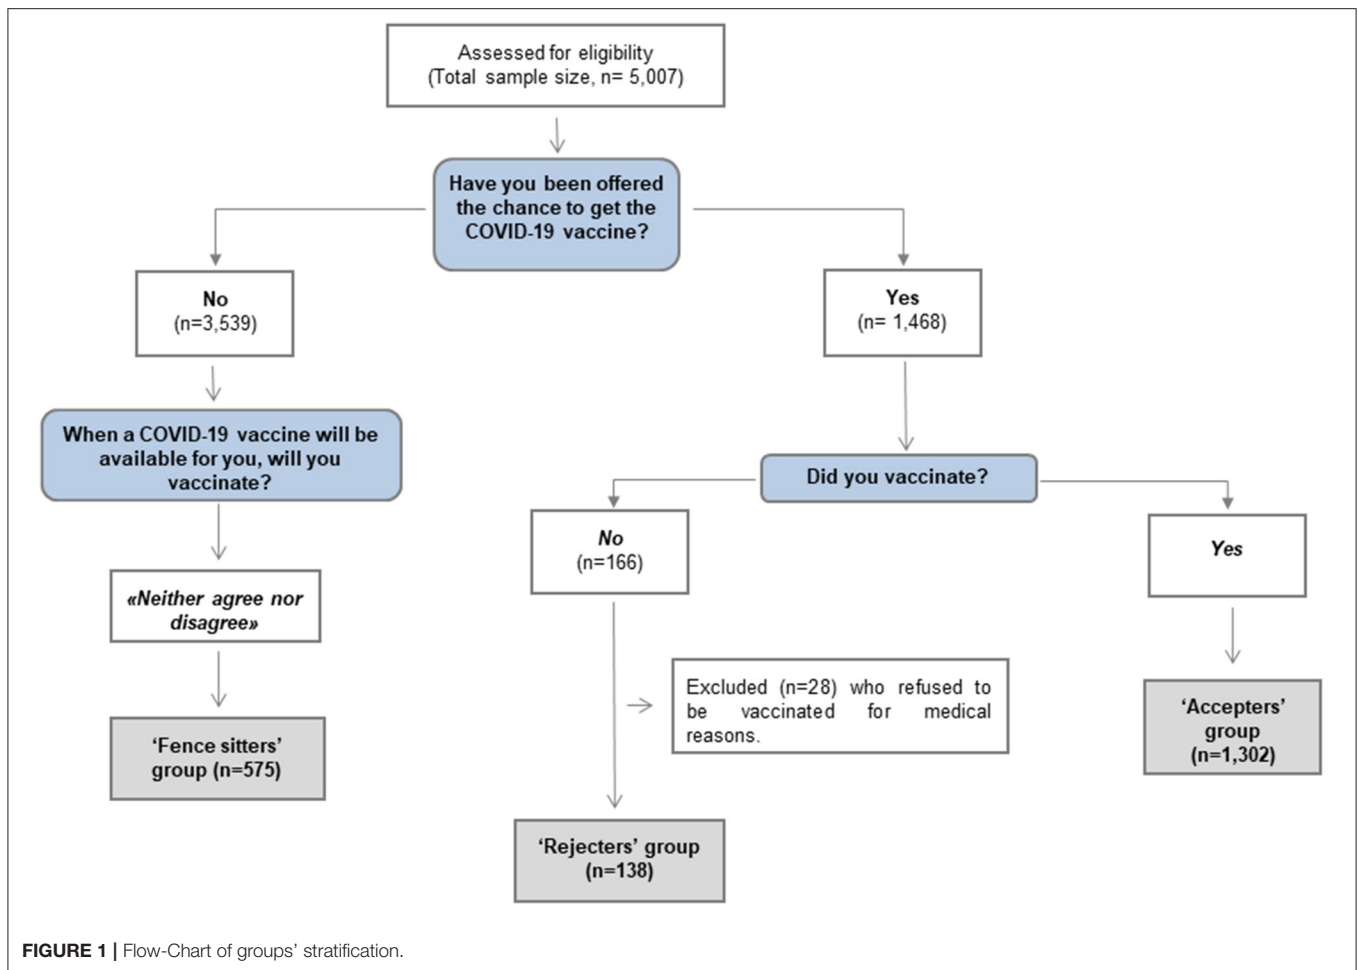 Assessed for eligibility
(Total sample size, n= 5,007)
Have you been offered
the chance to get the
COVID-19 vaccine?
No
(n=3,539)
Yes
(n= 1,468)
When a COVID-19 vaccine will be
available for you, will you
vaccinate?
Did you vaccinate?
«Neither agree nor
disagree»
No
(n=166)
Yes
Excluded (n=28) who refused to
be vaccinated for medical
reasons.
'Fence sitters'
group (n=575)
'Rejecters' group
(n=138)
'Accepters'
group
(n=1,302)
FIGURE 1 | Flow-Chart of groups' stratification.